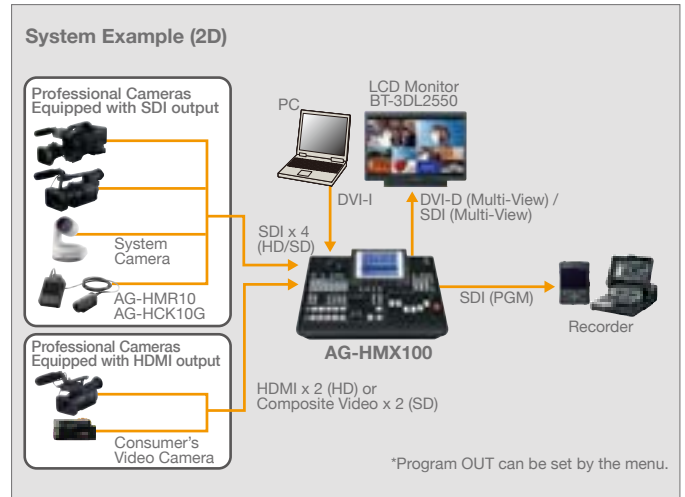 System Example (2D)
Professional Cameras
Equipped with SDI output
System
Camera
AG-HMR10
AG-HCK10G
Professional Cameras
Equipped with HDMI output
Consumer's
Video Camera
PC
LCD Monitor
BT-3DL2550
DVI-I
DVI-D (Multi-View) /
SDI (Multi-View)
SDI x 4
(HD/SD)
SDI (PGM)
Recorder
AG-HMX100
HDMI x 2 (HD) or
Composite Video x 2 (SD)
*Program OUT can be set by the menu.